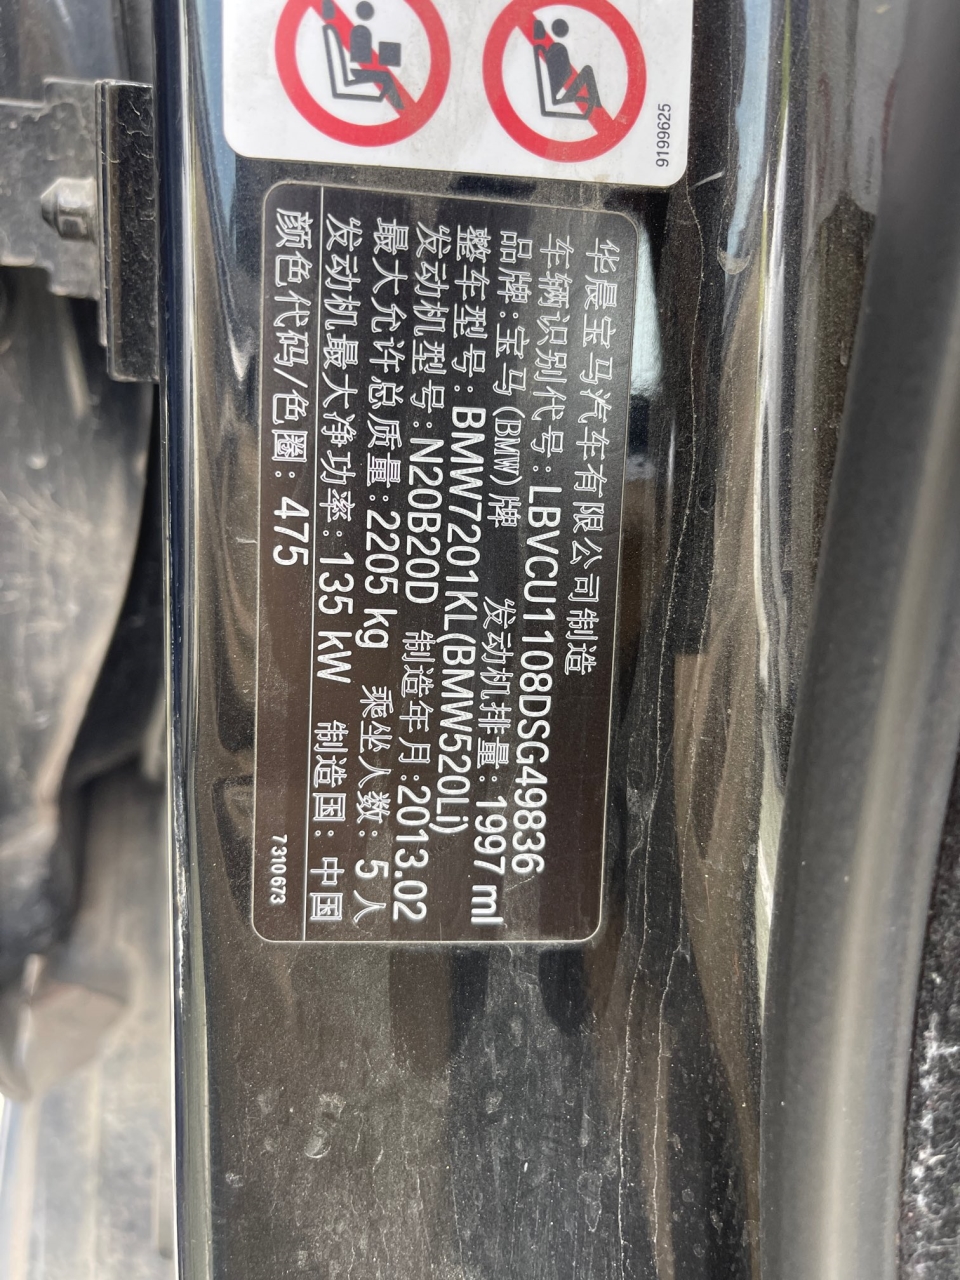 9199625
华晨宝马汽车有限公司制造
车辆识别代号:LBVCU1108DSG49836
品牌:宝马(BMW)牌 发动机排量:1997 ml
整车型号:BMW7201KL(BMW520Li)
发动机型号:N20B20D 制造年月:2013.02
最大允许总质量:2205 kg 乘坐人数:5人
发动机最大净功率:135 kW 制造国:中国
颜色代码/色圈: 475 7310673